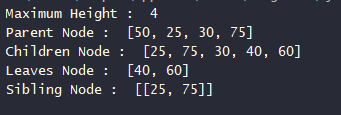 Maximum Height :  4
Parent Node :  [50, 25, 30, 75]
Children Node :  [25, 75, 30, 40, 60]
Leaves Node :  [40, 60]
Sibling Node :  [[25, 75]]